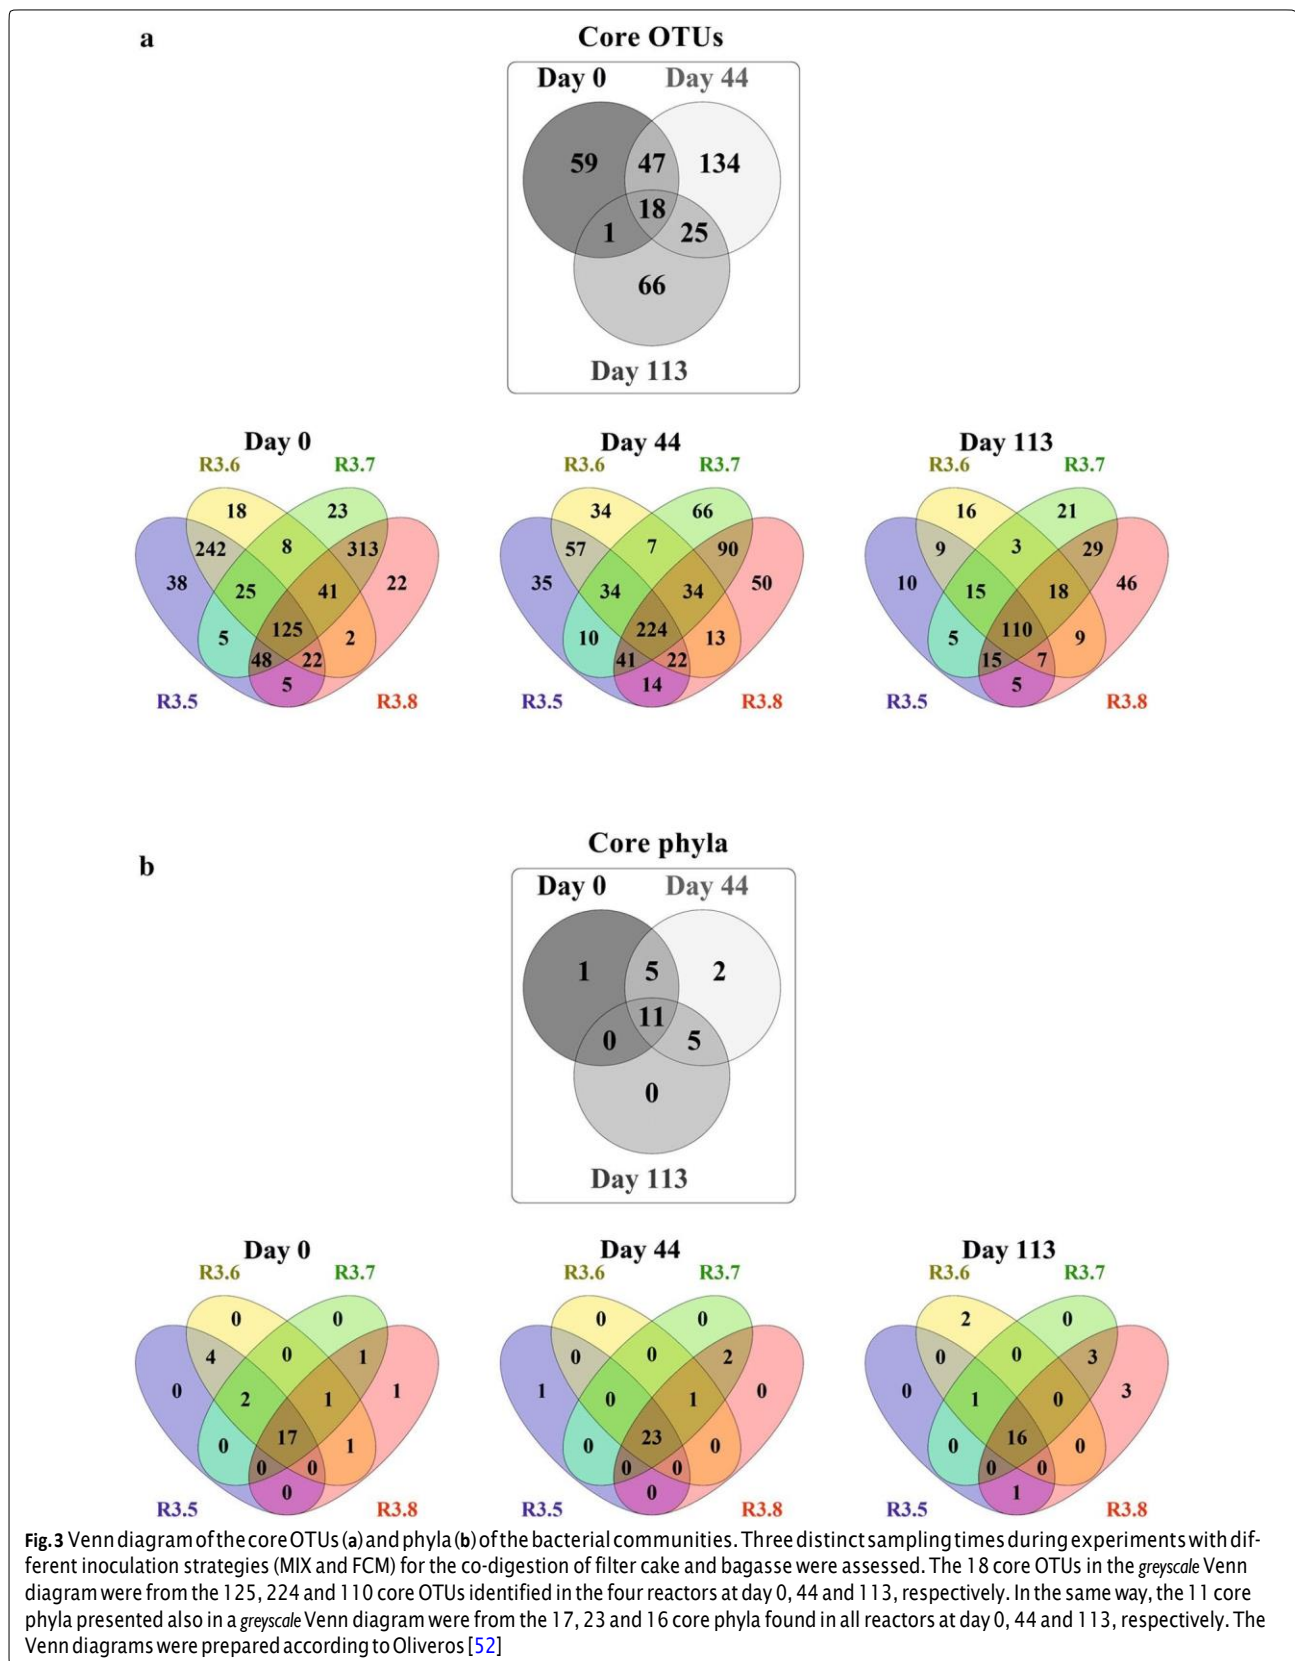 a
Core OTUs
Day 0 Day 44
59 47 134
18
1 25
66
Day 113
Day 0 Day 44 Day 113
R3.6 R3.7 R3.6 R3.7 R3.6 R3.7
18 23 34 66 16 21
242 8 313 57 7 90 9 3 29
38 25 41 22 35 34 34 50 10 15 18 46
5 125 2 10 224 13 5 110 9
48 22 41 22 15 7
5 14 5
R3.5 R3.8 R3.5 R3.8 R3.5 R3.8
b
Core phyla
Day 0 Day 44
1 5 2
11
0 5
0
Day 113
Day 0 Day 44 Day 113
R3.6 R3.7 R3.6 R3.7 R3.6 R3.7
0 0 0 0 2 0
4 0 1 0 0 2 0 0 3
0 2 1 1 1 0 1 0 0 1 0 3
0 17 1 0 23 0 0 16 0
0 0 0 0 0 0
0 0 1
R3.5 R3.8 R3.5 R3.8 R3.5 R3.8
Fig. 3 Venn diagram of the core OTUs (a) and phyla (b) of the bacterial communities. Three distinct sampling times during experiments with dif-
ferent inoculation strategies (MIX and FCM) for the co-digestion of filter cake and bagasse were assessed. The 18 core OTUs in the greyscale Venn
diagram were from the 125, 224 and 110 core OTUs identified in the four reactors at day 0, 44 and 113, respectively. In the same way, the 11 core
phyla presented also in a greyscale Venn diagram were from the 17, 23 and 16 core phyla found in all reactors at day 0, 44 and 113, respectively. The
Venn diagrams were prepared according to Oliveros [52]